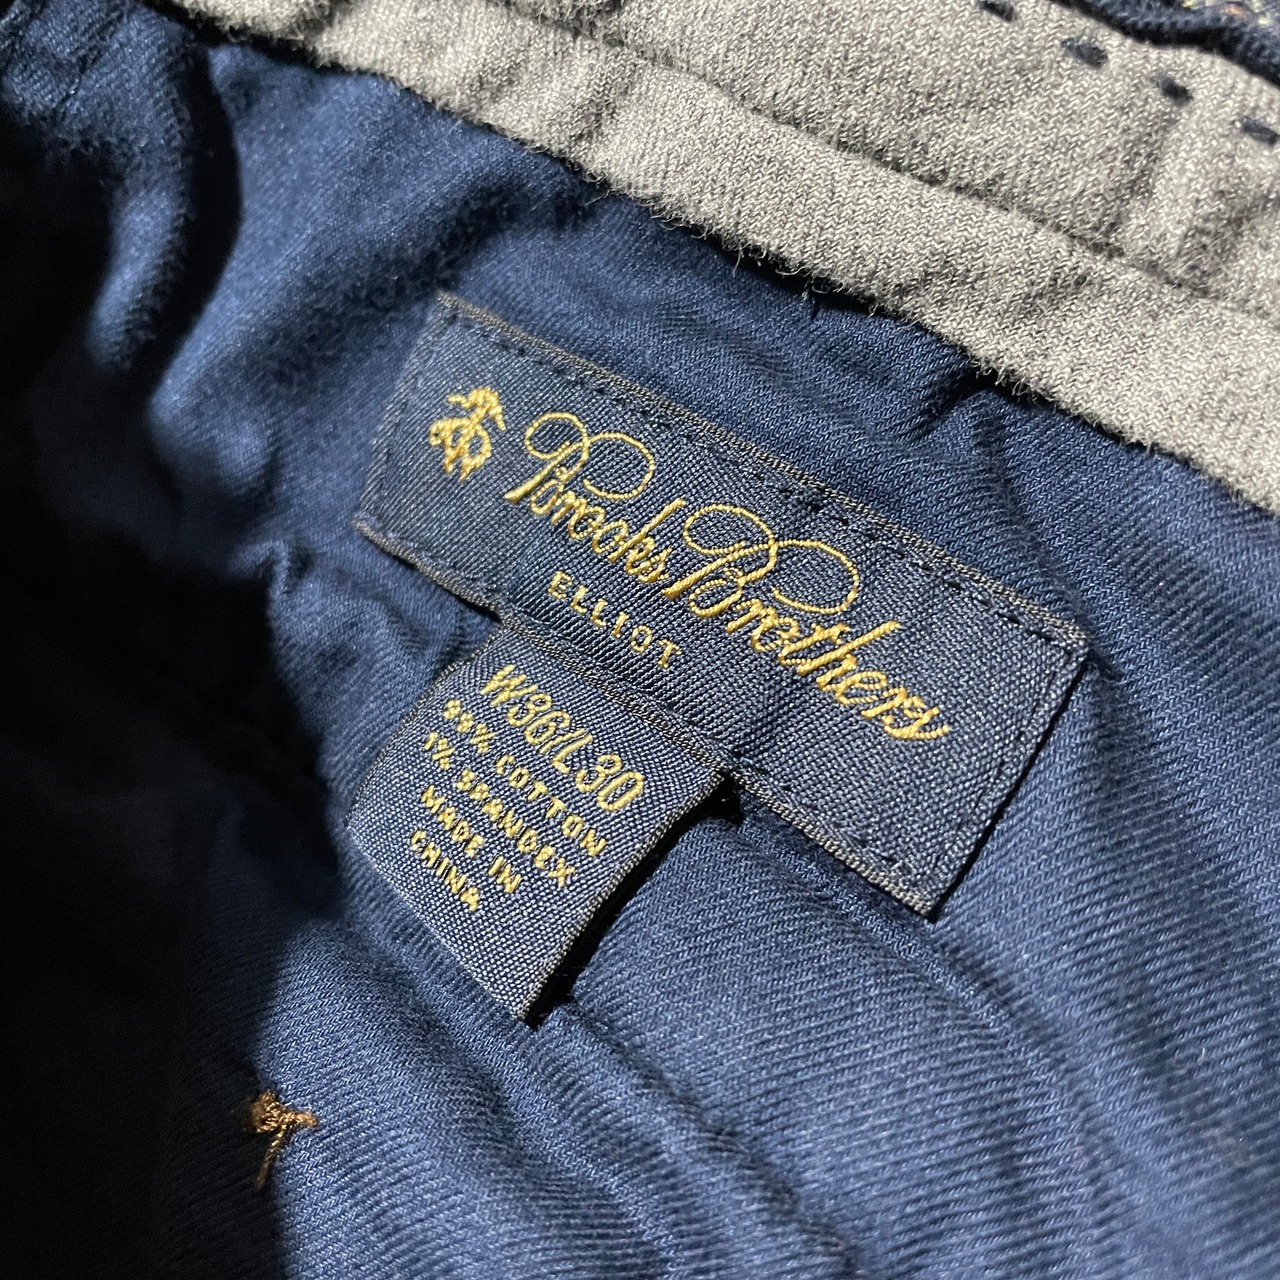 Brooks Brothers
ELLIOT
W36/L30
99% COTTON
1% SPANDEX
MADE IN
CHINA